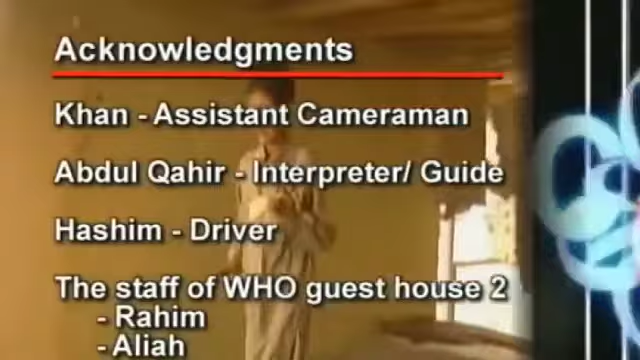 Acknowledgments
Khan - Assistant Cameraman
Abdul Qahir - Interpreter/ Guide
Hashim - Driver
The staff of WHO guest house 2
- Rahim
- Aliah